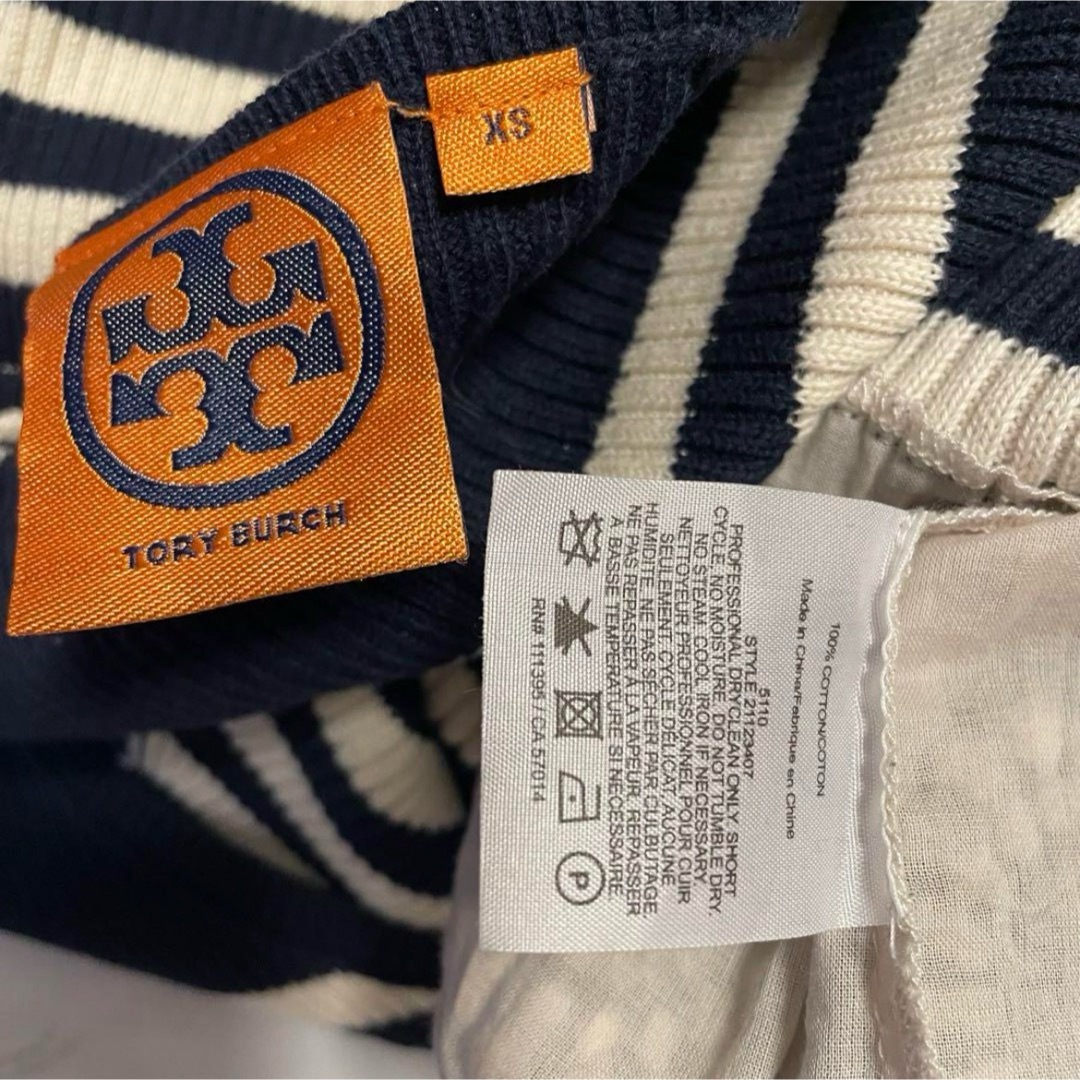 XS
TORY BURCH
100% COTTON/COTON
Made in China/Fabriqué en Chine
5110
STYLE 21123407
PROFESSIONAL DRYCLEAN ONLY. SHORT
CYCLE, NO MOISTURE. DO NOT TUMBLE DRY.
NO STEAM. COOL IRON IF NECESSARY
NETTOYEUR PROFESSIONNEL POUR CUIR
SEULEMENT. CYCLE DÉLICAT, AUCUNE
HUMIDITE. NE PAS SÉCHER PAR CULBUTAGE.
NE PAS REPASSER À LA VAPEUR. REPASSER
À BASSE TEMPÉRATURE SI NÉCESSAIRE.
P
RN# 111395 / CA 57014